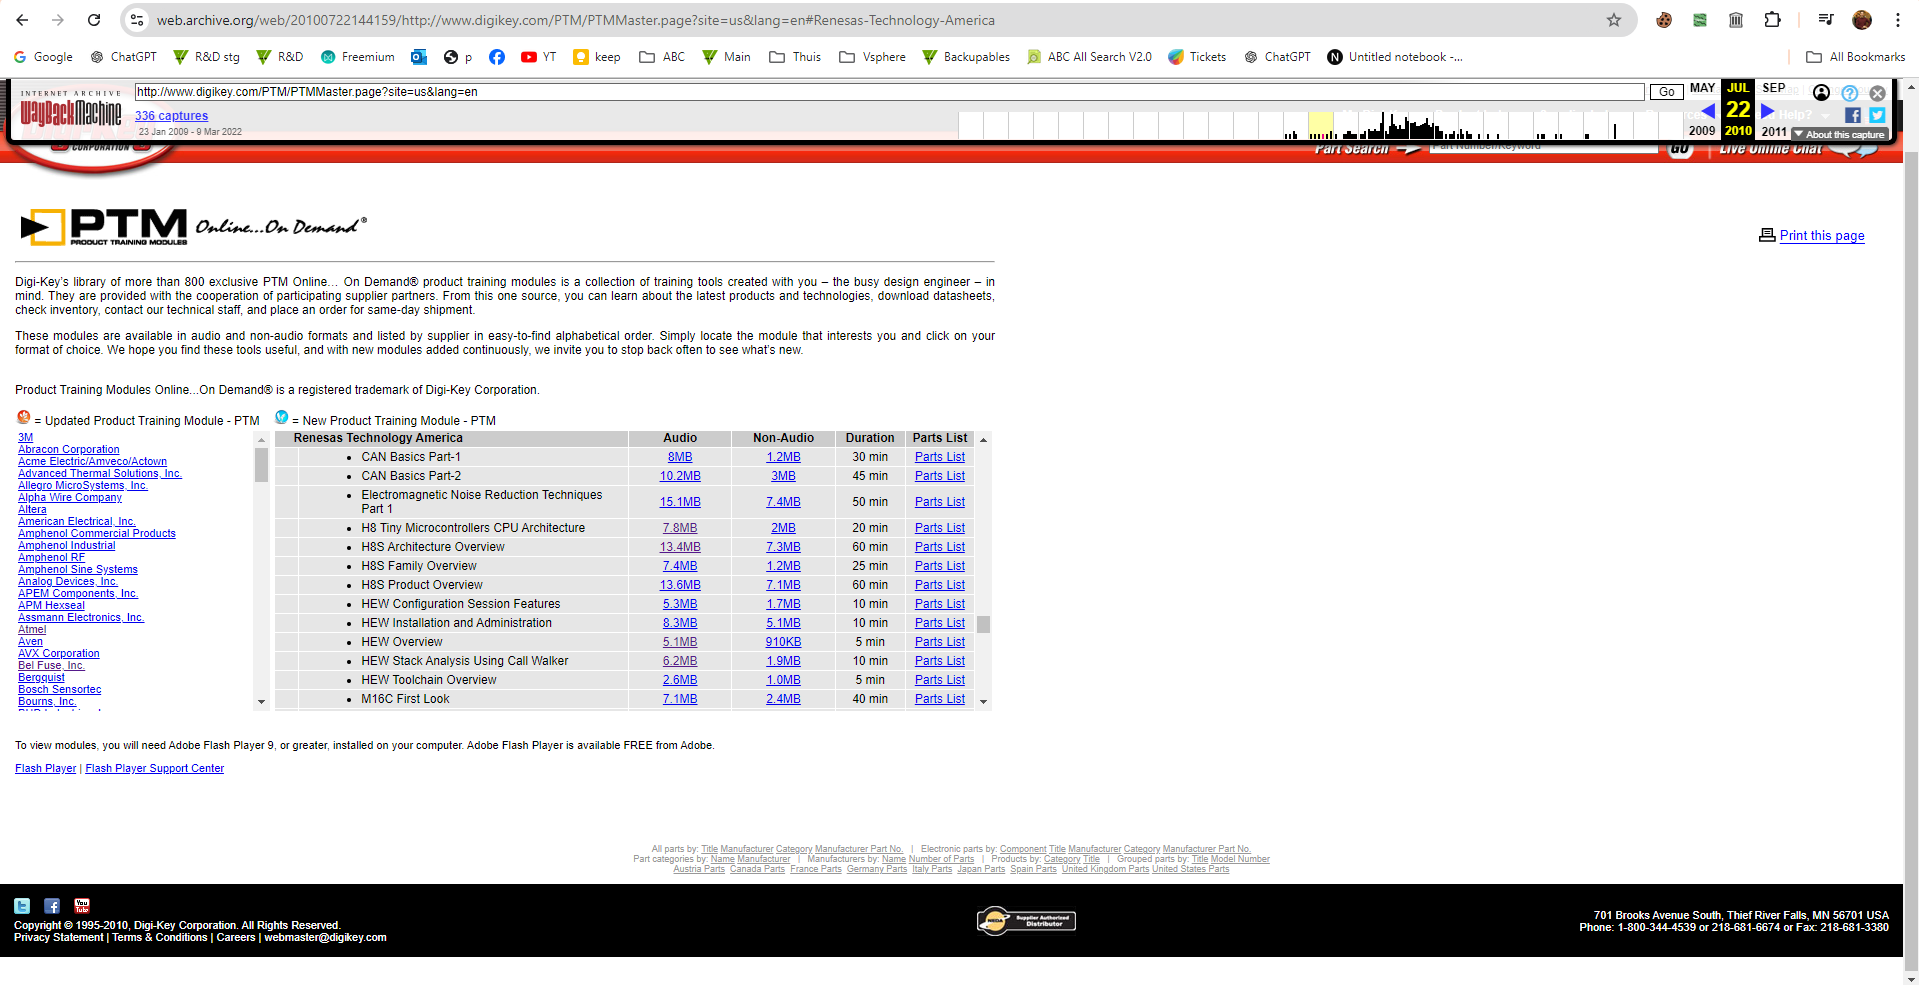 web.archive.org/web/20100722144159/http://www.digikey.com/PTM/PTMMaster.page?site=us&lang=en#Renesas-Technology-America
Google ChatGPT R&D stg R&D Freemium p YT keep ABC Main Thuis Vsphere Backupables ABC All Search V2.0 Tickets ChatGPT Untitled notebook -... All Bookmarks
INTERNET ARCHIVE
WayBackMachine
http://www.digikey.com/PTM/PTMMaster.page?site=us&lang=en
Go
MAY JUL SEP
336 captures
22
23 Jan 2009 - 9 Mar 2022
2009 2010 2011
Help?
About this capture
CORPORATION
Part Search
Part Number/Keyword
GO
Live Online Chat
PTM Online...On Demand®
PRODUCT TRAINING MODULES
Print this page
Digi-Key's library of more than 800 exclusive PTM Online... On Demand® product training modules is a collection of training tools created with you – the busy design engineer – in
mind. They are provided with the cooperation of participating supplier partners. From this one source, you can learn about the latest products and technologies, download datasheets,
check inventory, contact our technical staff, and place an order for same-day shipment.
These modules are available in audio and non-audio formats and listed by supplier in easy-to-find alphabetical order. Simply locate the module that interests you and click on your
format of choice. We hope you find these tools useful, and with new modules added continuously, we invite you to stop back often to see what's new.
Product Training Modules Online...On Demand® is a registered trademark of Digi-Key Corporation.
= Updated Product Training Module - PTM = New Product Training Module - PTM
3M
Abracon Corporation
Acme Electric/Amveco/Actown
Advanced Thermal Solutions, Inc.
Allegro MicroSystems, Inc.
Alpha Wire Company
Altera
American Electrical, Inc.
Amphenol Commercial Products
Amphenol Industrial
Amphenol RF
Amphenol Sine Systems
Analog Devices, Inc.
APEM Components, Inc.
APM Hexseal
Assmann Electronics, Inc.
Atmel
Aven
AVX Corporation
Bel Fuse, Inc.
Bergquist
Bosch Sensortec
Bourns, Inc.
Renesas Technology America Audio Non-Audio Duration Parts List
• CAN Basics Part-1 8MB 1.2MB 30 min Parts List
• CAN Basics Part-2 10.2MB 3MB 45 min Parts List
• Electromagnetic Noise Reduction Techniques
Part 1 15.1MB 7.4MB 50 min Parts List
• H8 Tiny Microcontrollers CPU Architecture 7.8MB 2MB 20 min Parts List
• H8S Architecture Overview 13.4MB 7.3MB 60 min Parts List
• H8S Family Overview 7.4MB 1.2MB 25 min Parts List
• H8S Product Overview 13.6MB 7.1MB 60 min Parts List
• HEW Configuration Session Features 5.3MB 1.7MB 10 min Parts List
• HEW Installation and Administration 8.3MB 5.1MB 10 min Parts List
• HEW Overview 5.1MB 910KB 5 min Parts List
• HEW Stack Analysis Using Call Walker 6.2MB 1.9MB 10 min Parts List
• HEW Toolchain Overview 2.6MB 1.0MB 5 min Parts List
• M16C First Look 7.1MB 2.4MB 40 min Parts List
To view modules, you will need Adobe Flash Player 9, or greater, installed on your computer. Adobe Flash Player is available FREE from Adobe.
Flash Player | Flash Player Support Center
All parts by: Title Manufacturer Category Manufacturer Part No. | Electronic parts by: Component Title Manufacturer Category Manufacturer Part No.
Part categories by: Name Manufacturer | Manufacturers by: Name Number of Parts | Products by: Category Title | Grouped parts by: Title Model Number
Austria Parts Canada Parts France Parts Germany Parts Italy Parts Japan Parts Spain Parts United Kingdom Parts United States Parts
You Tube
Copyright © 1995-2010, Digi-Key Corporation. All Rights Reserved.
Privacy Statement | Terms & Conditions | Careers | webmaster@digikey.com
NEDA Supplier Authorized
Distributor
701 Brooks Avenue South, Thief River Falls, MN 56701 USA
Phone: 1-800-344-4539 or 218-681-6674 or Fax: 218-681-3380